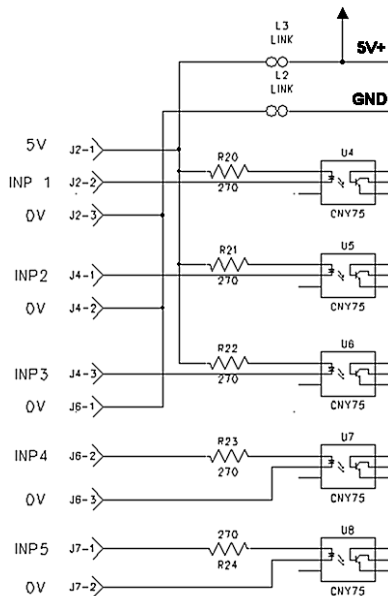 L3
LINK
5V+
L2
LINK
GND
5V J2-1
R20
U4
INP 1 J2-2
270
0V J2-3
CNY75
R21
U5
INP2 J4-1
270
0V J4-2
CNY75
R22
U6
INP3 J4-3
270
0V J6-1
CNY75
R23
U7
INP4 J6-2
270
0V J6-3
CNY75
270
U8
INP5 J7-1
R24
0V J7-2
CNY75